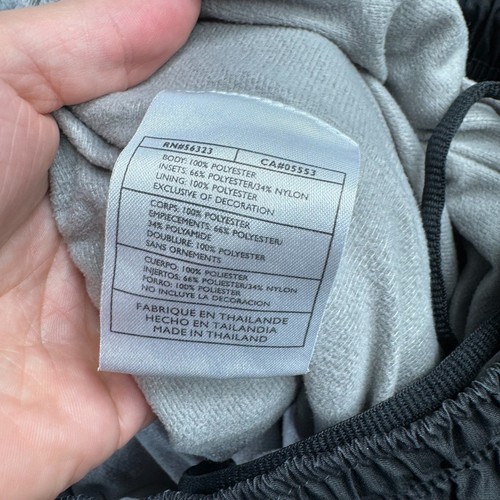 RN#56323 CA#05553
BODY: 100% POLYESTER
INSETS: 66% POLYESTER/34% NYLON
LINING: 100% POLYESTER
EXCLUSIVE OF DECORATION
CORPS: 100% POLYESTER
EMPIECEMENTS: 66% POLYESTER/
34% POLYAMIDE
DOUBLURE: 100% POLYESTER
SANS ORNEMENTS
CUERPO: 100% POLIESTER
INJERTOS: 66% POLIESTER/34% NYLON
FORRO: 100% POLIESTER
NO INCLUYE LA DECORACION
FABRIQUE EN THAILANDE
HECHO EN TAILANDIA
MADE IN THAILAND